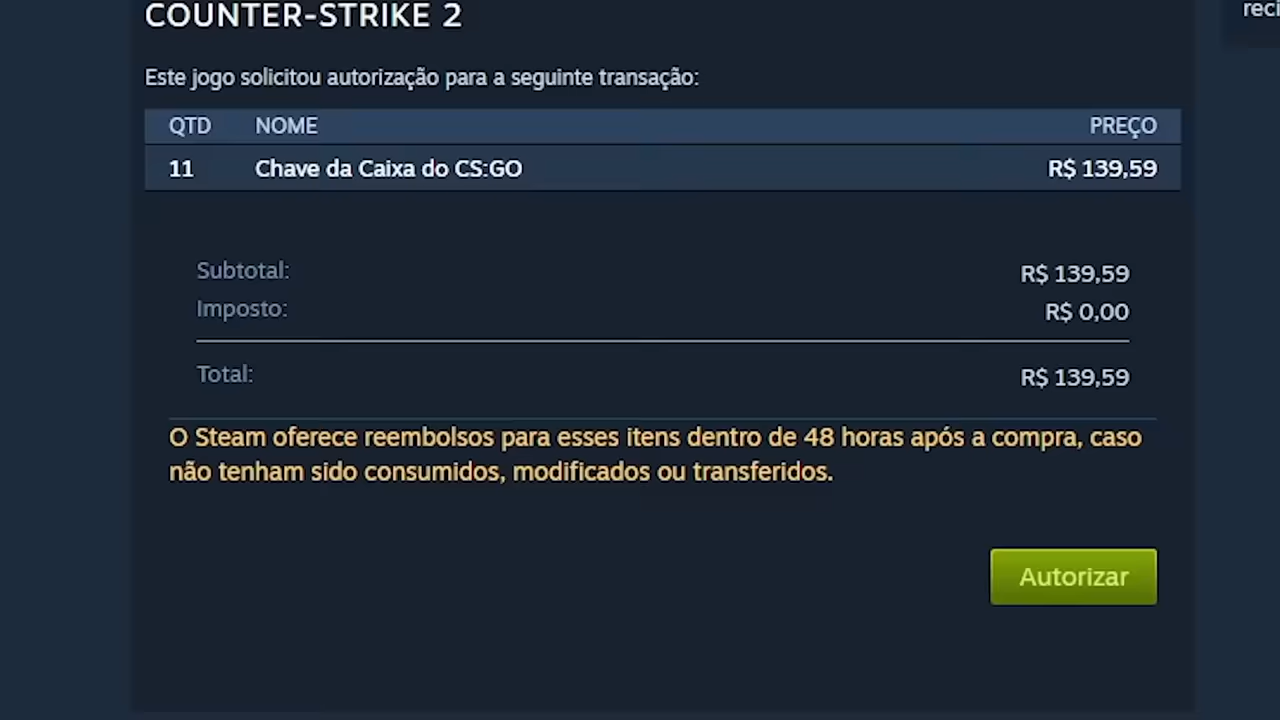 COUNTER-STRIKE 2
reci
Este jogo solicitou autorização para a seguinte transação:
QTD NOME PREÇO
11 Chave da Caixa do CS:GO R$ 139,59
Subtotal: R$ 139,59
Imposto: R$ 0,00
Total: R$ 139,59
O Steam oferece reembolsos para esses itens dentro de 48 horas após a compra, caso
não tenham sido consumidos, modificados ou transferidos.
Autorizar